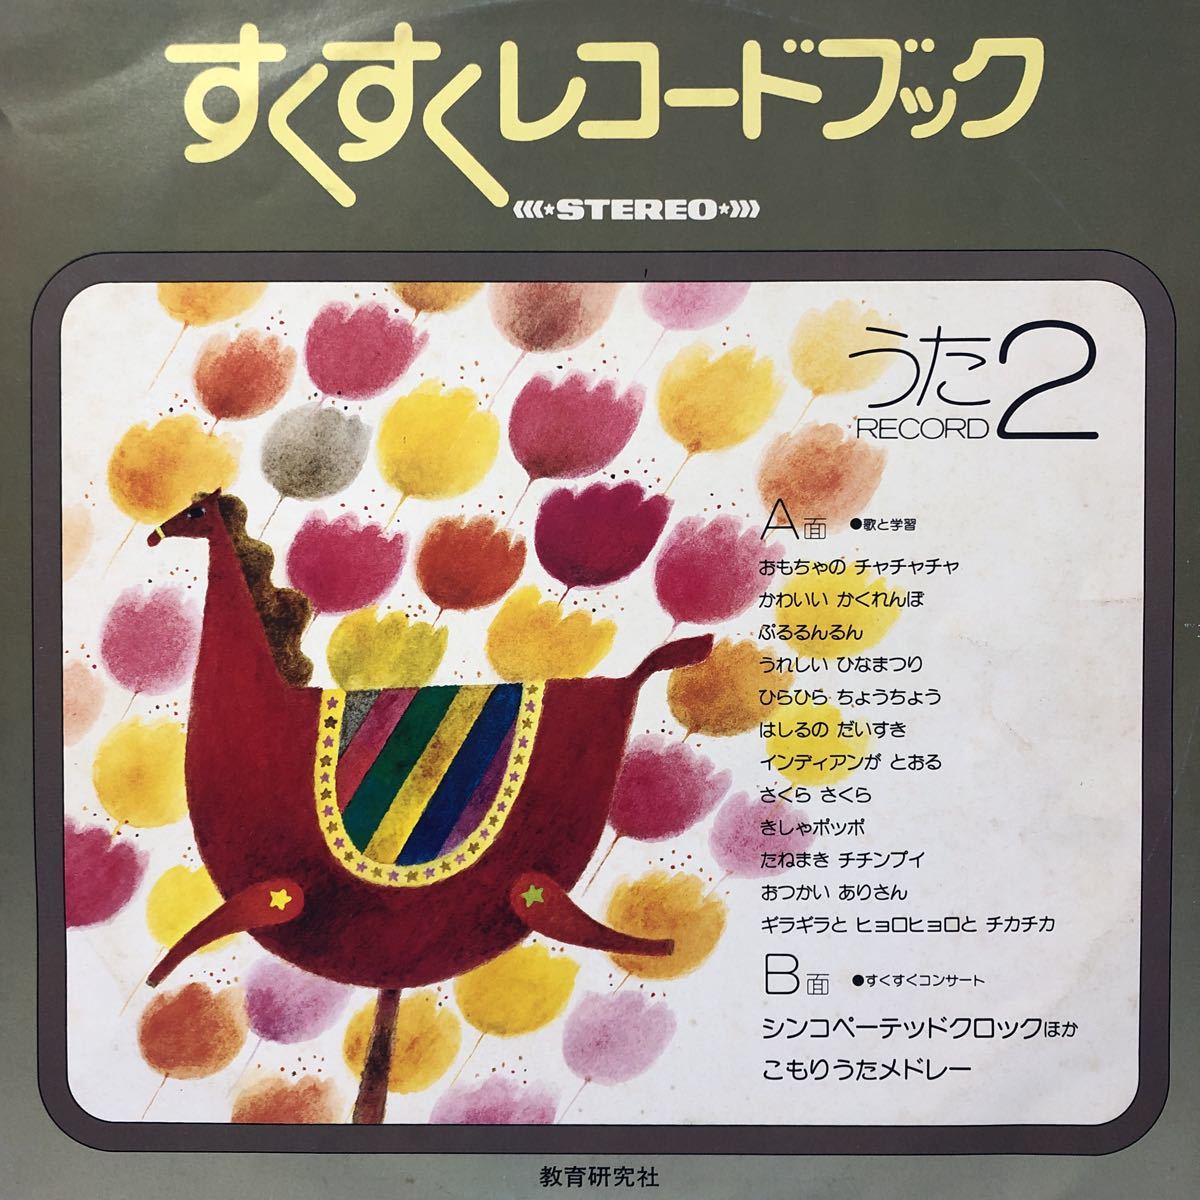 すくすくレコードブック
STEREO
うた2
RECORD
A面 ●歌と学習
おもちゃの チャチャチャ
かわいい かくれんぼ
ぷるるんるん
うれしい ひなまつり
ひらひら ちょうちょう
はしるの だいすき
インディアンが とおる
さくら さくら
きしゃポッポ
たねまき チチンプイ
おつかい ありさん
ギラギラと ヒョロヒョロと チカチカ
B面 ●すくすくコンサート
シンコペーテッドクロックほか
こもりうたメドレー
教育研究社